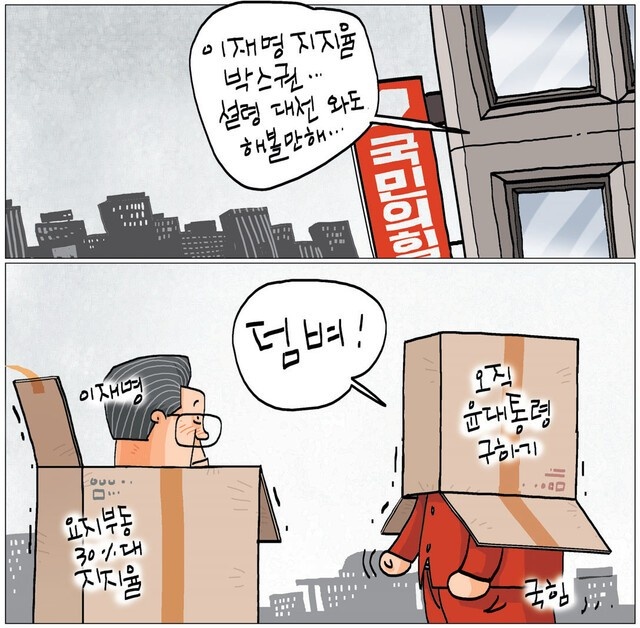 이재명 지지율
박스권...
설령 대선 와도
해볼만해...
국민의힘
덤벼!
이재명
요지부동
30%대
지지율
오직
윤대통령
구하기
국힘